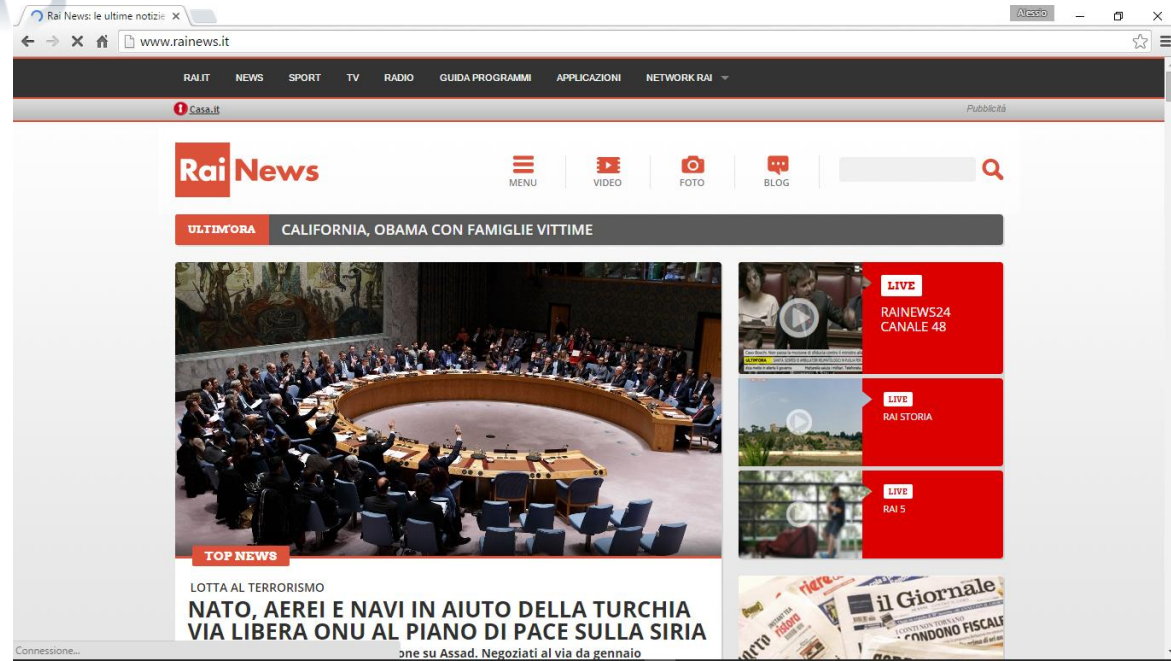 Rai News: le ultime notizie
Alessio
www.rainews.it
RAI.IT NEWS SPORT TV RADIO GUIDA PROGRAMMI APPLICAZIONI NETWORK RAI
Casa.it
Pubblicità
Rai News
MENU VIDEO FOTO BLOG
ULTIM'ORA CALIFORNIA, OBAMA CON FAMIGLIE VITTIME
LIVE
RAINEWS24
CANALE 48
ULTIM'ORA
LIVE
RAI STORIA
LIVE
RAI 5
TOP NEWS
LOTTA AL TERRORISMO
NATO, AEREI E NAVI IN AIUTO DELLA TURCHIA
VIA LIBERA ONU AL PIANO DI PACE SULLA SIRIA
one su Assad. Negoziati al via da gennaio
il Giornale
CONDONO FISCALE
Connessione...